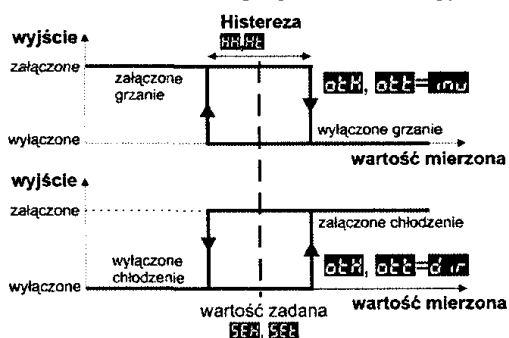 Histereza
HH,Ht
wyjście
załączone
załączone
grzanie
otH, ott=inu
wyłączone grzanie
wyłączone
wartość mierzona
wyjście
załączone
załączone chłodzenie
wyłączone
chłodzenie
otH, ott=dir
wyłączone
wartość zadana
wartość mierzona
SEH, SEt